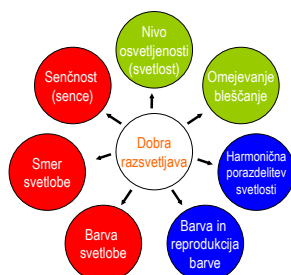 Nivo
osvetljenosti
(svetlost)
Senčnost
(sence)
Omejevanje
bleščanje
Dobra
razsvetljava
Smer
svetlobe
Harmonična
porazdelitev
svetlosti
Barva
svetlobe
Barva in
reprodukcija
barve